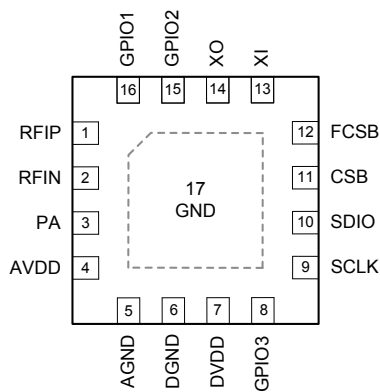 GPIO1 GPIO2 XO XI
16 15 14 13
RFIP 1 12 FCSB
RFIN 2 11 CSB
17
GND
PA 3 10 SDIO
AVDD 4 9 SCLK
5 6 7 8
AGND DGND DVDD GPIO3